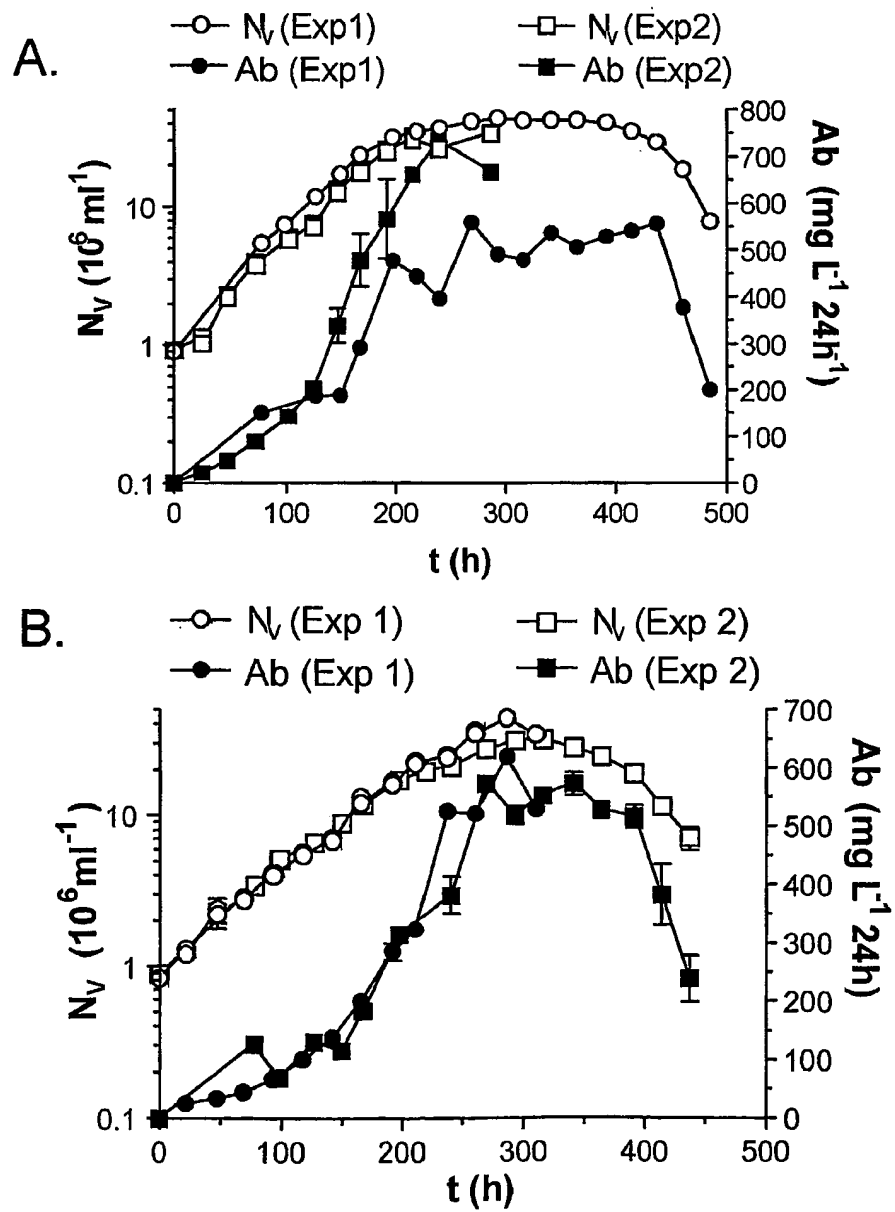 A.
Nv (Exp1) Nv (Exp2)
Ab (Exp1) Ab (Exp2)
Nv (10⁶ ml¹)
10
1
0.1
800
700
600
500
400
300
200
100
0
Ab (mg L⁻¹ 24h⁻¹)
0 100 200 300 400 500
t (h)
B.
Nv (Exp 1) Nv (Exp 2)
Ab (Exp 1) Ab (Exp 2)
Nv (10⁶ ml⁻¹)
10
1
0.1
700
600
500
400
300
200
100
0
Ab (mg L⁻¹ 24h)
0 100 200 300 400 500
t (h)